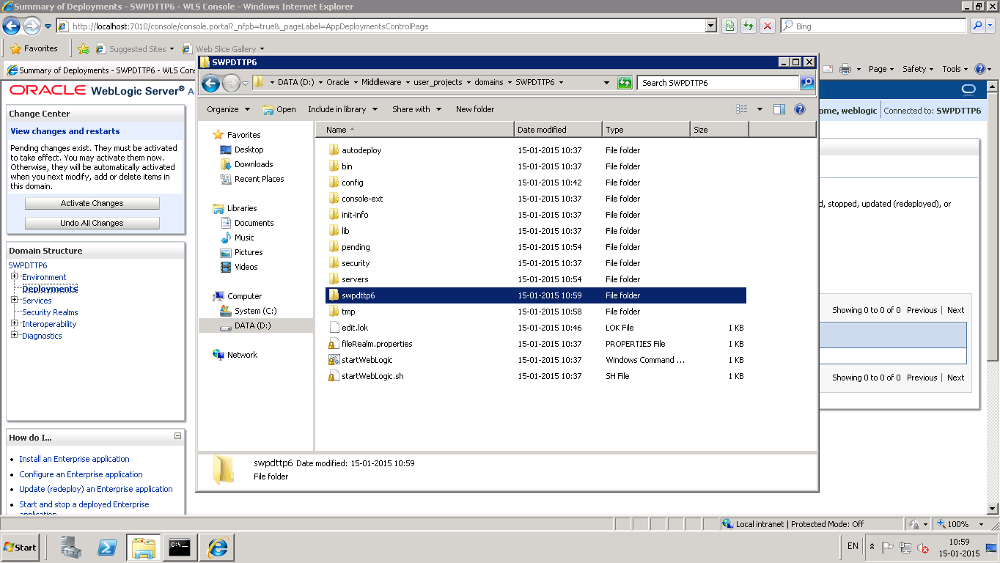 Summary of Deployments - SWPDTTP6 - WLS Console - Windows Internet Explorer
http://localhost:7010/console/console.portal?_nfpb=true&_pageLabel=AppDeploymentsControlPage
Bing
Favorites
Suggested Sites
Web Slice Gallery
Summary of Deployments - SWPDTTP6 - WLS Con
Page
Safety
Tools
ORACLE WebLogic Server® A
ome, weblogic
Connected to: SWPDTTP6
Change Center
View changes and restarts
Pending changes exist. They must be activated
to take effect. You may activate them now.
Otherwise, they will be automatically activated
when you next modify, add or delete items in
this domain.
Activate Changes
Undo All Changes
Domain Structure
SWPDTTP6
Environment
Deployments
Services
Security Realms
Interoperability
Diagnostics
How do I...
Install an Enterprise application
Configure an Enterprise application
Update (redeploy) an Enterprise application
Start and stop a deployed Enterprise
application
SWPDTTP6
DATA (D:)
Oracle
Middleware
user_projects
domains
SWPDTTP6
Search SWPDTTP6
Organize
Open
Include in library
Share with
New folder
Favorites
Desktop
Downloads
Recent Places
Libraries
Documents
Music
Pictures
Videos
Computer
System (C:)
DATA (D:)
Network
Name Date modified Type Size
autodeploy 15-01-2015 10:37 File folder
bin 15-01-2015 10:37 File folder
config 15-01-2015 10:42 File folder
console-ext 15-01-2015 10:37 File folder
init-info 15-01-2015 10:37 File folder
lib 15-01-2015 10:37 File folder
pending 15-01-2015 10:54 File folder
security 15-01-2015 10:37 File folder
servers 15-01-2015 10:54 File folder
swpdttp6 15-01-2015 10:59 File folder
tmp 15-01-2015 10:58 File folder
edit.lok 15-01-2015 10:46 LOK File 1 KB
fileRealm.properties 15-01-2015 10:37 PROPERTIES File 1 KB
startWebLogic 15-01-2015 10:37 Windows Command ... 1 KB
startWebLogic.sh 15-01-2015 10:37 SH File 1 KB
swpdttp6 Date modified: 15-01-2015 10:59
File folder
d, stopped, updated (redeployed), or
Showing 0 to 0 of 0 Previous | Next
Showing 0 to 0 of 0 Previous | Next
Local intranet | Protected Mode: Off
100%
Start
C:\.
EN
10:59
15-01-2015